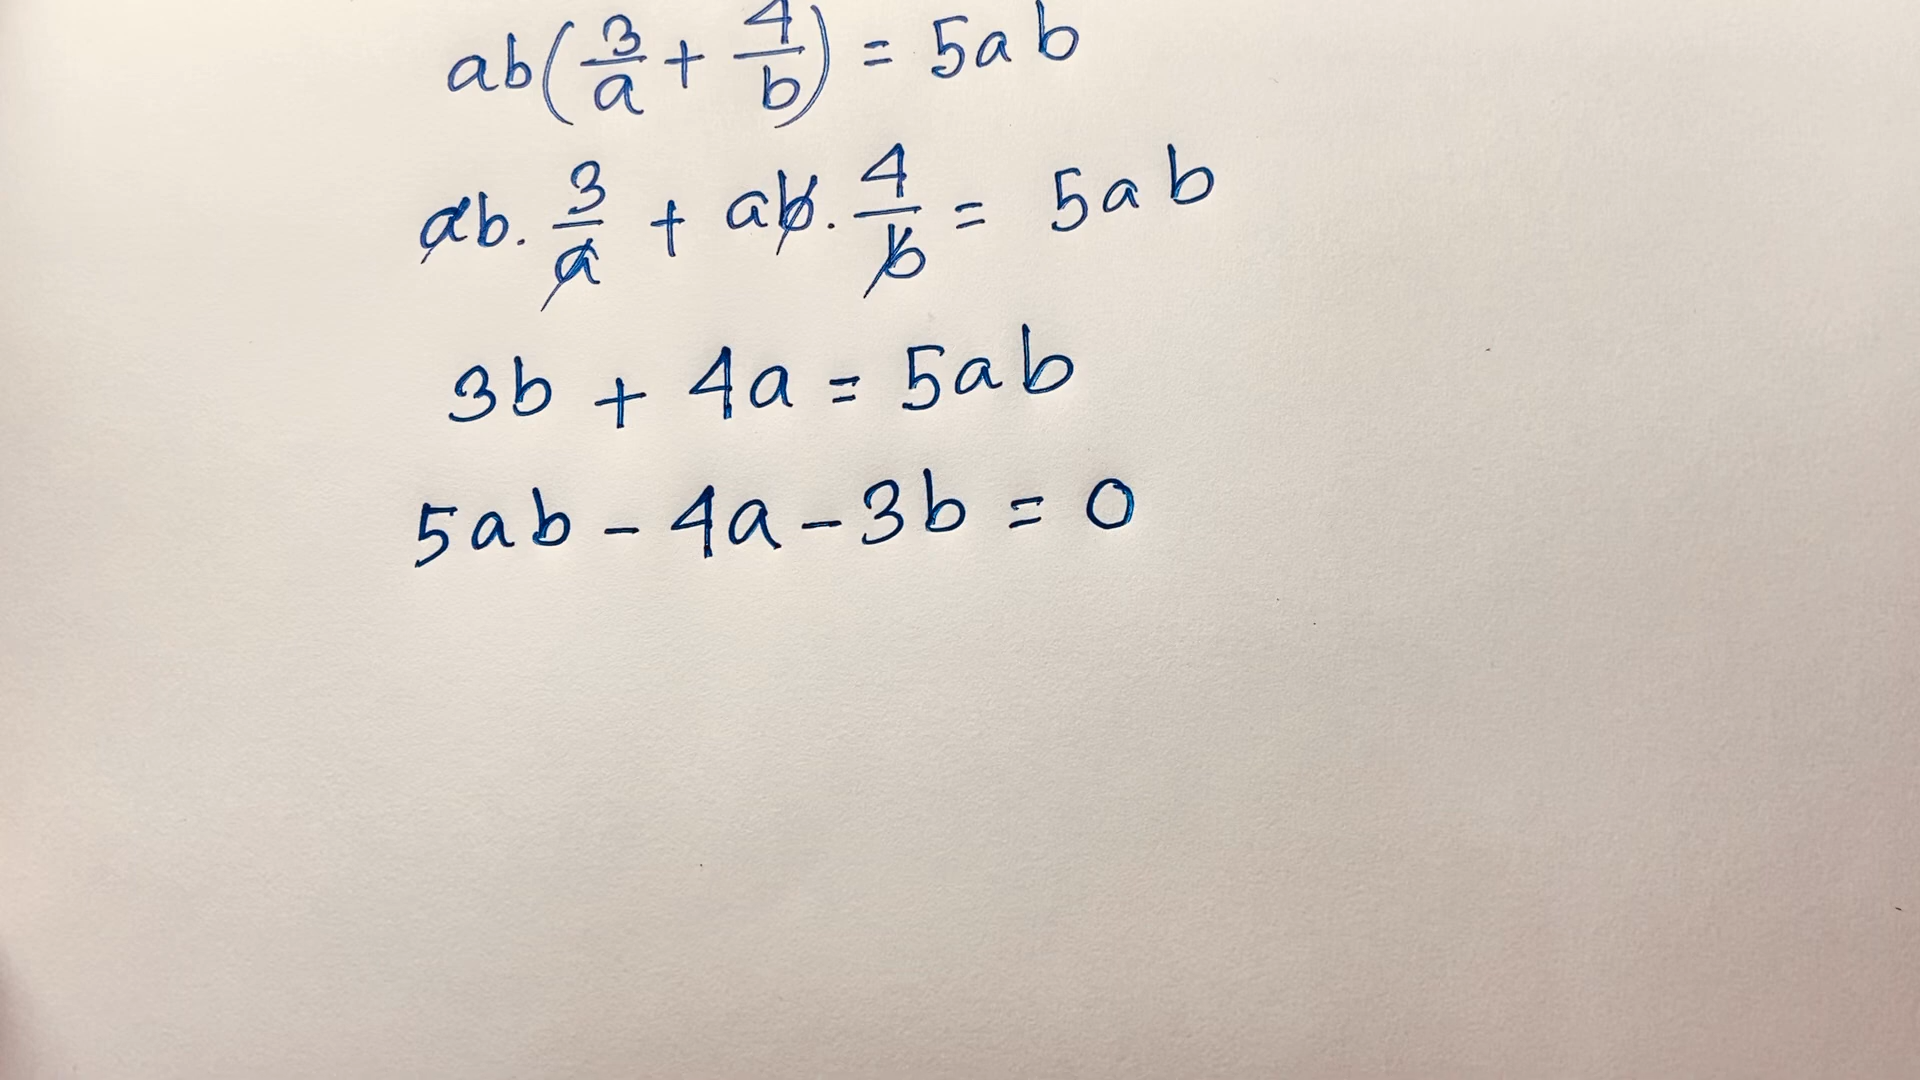 ab(3/a + 4/b) = 5ab
ab. 3/a + ab. 4/b = 5ab
3b + 4a = 5ab
5ab - 4a - 3b = 0